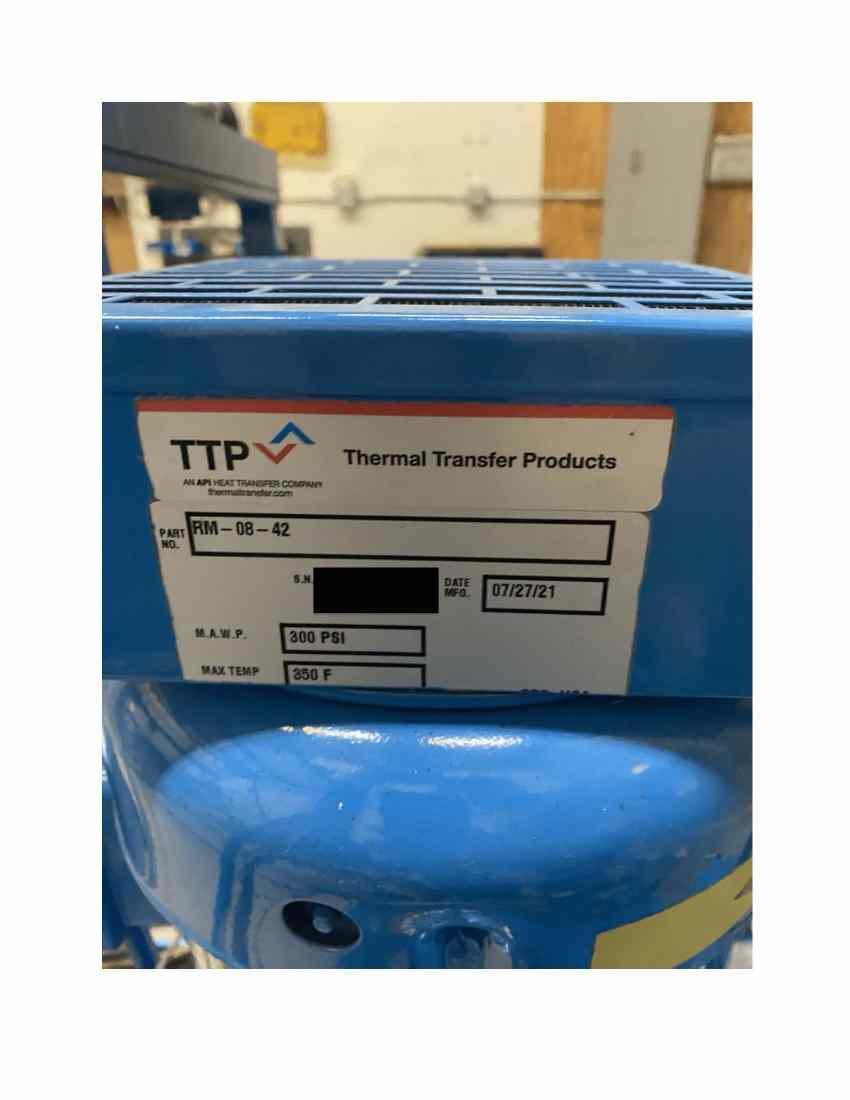 TTP
AN API HEAT TRANSFER COMPANY
thermaltransfer.com
Thermal Transfer Products
PART NO. RM-08-42
S.N.
DATE MFG. 07/27/21
M.A.W.P. 300 PSI
MAX TEMP 350 F